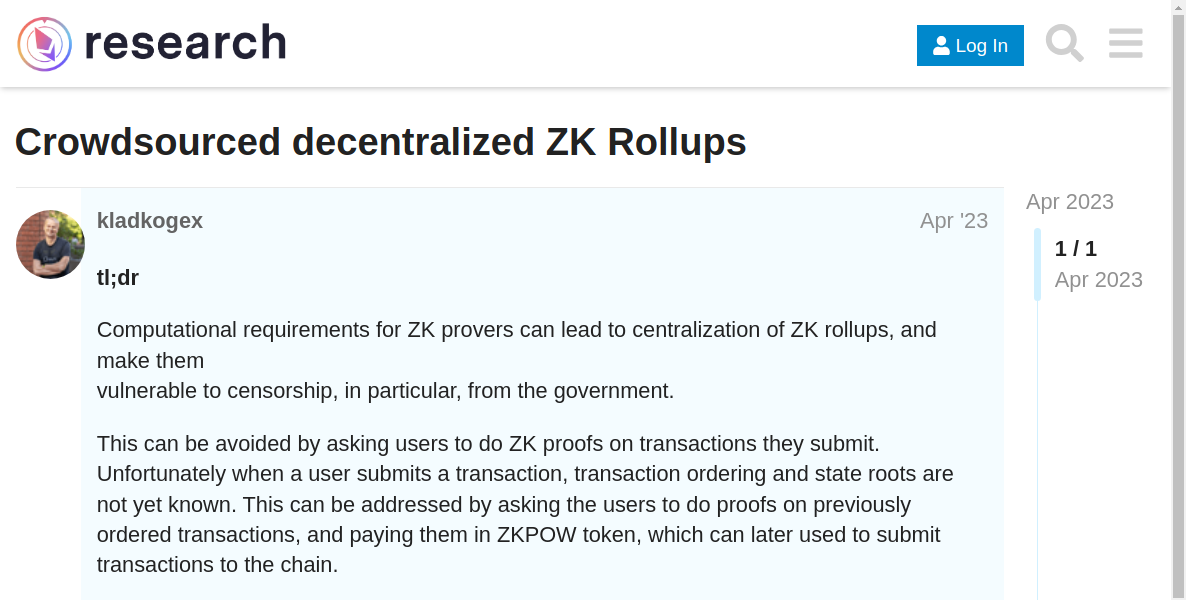 research
Log In
Crowdsourced decentralized ZK Rollups
kladkogex
Apr '23
Apr 2023
1 / 1
Apr 2023
tl;dr
Computational requirements for ZK provers can lead to centralization of ZK rollups, and
make them
vulnerable to censorship, in particular, from the government.
This can be avoided by asking users to do ZK proofs on transactions they submit.
Unfortunately when a user submits a transaction, transaction ordering and state roots are
not yet known. This can be addressed by asking the users to do proofs on previously
ordered transactions, and paying them in ZKPOW token, which can later used to submit
transactions to the chain.